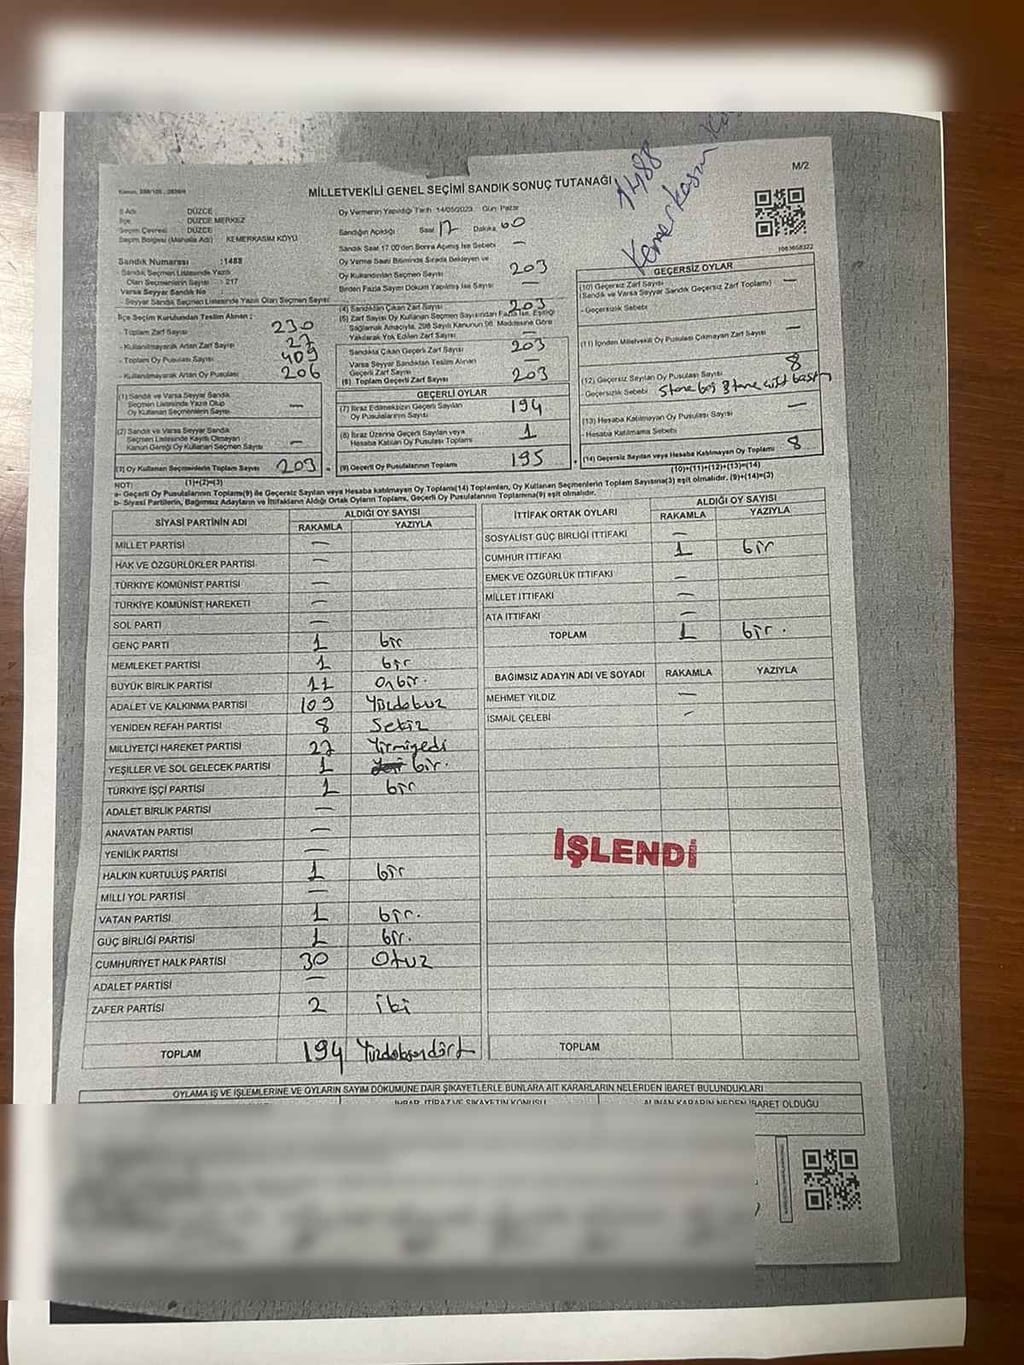 M/2
MİLLETVEKİLİ GENEL SEÇİMİ SANDIK SONUÇ TUTANAĞI
1488
Kemerkasım
İl Adı : DÜZCE
İlçe : DÜZCE MERKEZ
Seçim Çevresi : DÜZCE
Seçim Bölgesi (Mahalle Adı) : KEMERKASIM KÖYÜ
Sandık Numarası : 1488
Sandık Seçmen Listesinde Yazılı
Olan Seçmenlerin Sayısı : 217
Varsa Seyyar Sandık No :
- Seyyar Sandık Seçmen Listesinde Yazılı Olan Seçmen Sayısı
İlçe Seçim Kurulundan Teslim Alınan :
- Toplam Zarf Sayısı 230
- Kullanılmayarak Artan Zarf Sayısı 27
- Toplam Oy Pusulası Sayısı 409
- Kullanılmayarak Artan Oy Pusulası 206
(1) Sandık ve Varsa Seyyar Sandık
Seçmen Listesinde Yazılı Olup
Oy Kullanan Seçmenlerin Sayısı —
(2) Sandık ve Varsa Seyyar Sandık
Seçmen Listesinde Kayıtlı Olmayan
Kanun Gereği Oy Kullanan Seçmen Sayısı —
(3) Oy Kullanan Seçmenlerin Toplam Sayısı 203
(1)+(2)=(3)
Oy Vermenin Yapıldığı Tarih 14/05/2023 Gün: Pazar
Sandığın Açıldığı Saat 17 Dakika 00
Sandık Saat 17:00'den Sonra Açılmış İse Sebebi —
Oy Verme Saati Bitiminde Sırada Bekleyen ve
Oy Kullandırılan Seçmen Sayısı 203
Birden Fazla Sayım Döküm Yapılmış İse Sayısı —
(4) Sandıktan Çıkan Zarf Sayısı 203
(5) Zarf Sayısı Oy Kullanan Seçmen Sayısından Fazla İse, Eşitliği
Sağlamak Amacıyla, 298 Sayılı Kanunun 98. Maddesine Göre
Yakılarak Yok Edilen Zarf Sayısı —
Sandıkta Çıkan Geçerli Zarf Sayısı 203
Varsa Seyyar Sandıktan Teslim Alınan
Geçerli Zarf Sayısı —
(6) Toplam Geçerli Zarf Sayısı 203
GEÇERLİ OYLAR
(7) İtiraz Edilmeksizin Geçerli Sayılan
Oy Pusulalarının Sayısı 194
(8) İtiraz Üzerine Geçerli Sayılan veya
Hesaba Katılan Oy Pusulası Toplamı 1
(9) Geçerli Oy Pusulalarının Toplamı 195
1003058322
GEÇERSİZ OYLAR
(10) Geçersiz Zarf Sayısı
(Sandık ve Varsa Seyyar Sandık Geçersiz Zarf Toplamı) —
- Geçersizlik Sebebi
(11) İçinden Milletvekili Oy Pusulası Çıkmayan Zarf Sayısı —
(12) Geçersiz Sayılan Oy Pusulası Sayısı 8
- Geçersizlik Sebebi
(13) Hesaba Katılmayan Oy Pusulası Sayısı —
- Hesaba Katılmama Sebebi
(14) Geçersiz Sayılan veya Hesaba Katılmayan Oy Toplamı 8
(10)+(11)+(12)+(13)=(14)
NOT:
a- Geçerli Oy Pusulaları Toplamı(9) ile Geçersiz Sayılan veya Hesaba katılmayan Oy Toplamı(14) Toplamları, Oy Kullanan Seçmenlerin Toplam Sayısına(3) eşit olmalıdır. (9)+(14)=(3)
b- Siyasi Partilerin, Bağımsız Adayların ve İttifakların Aldığı Ortak Oyların Toplamı, Geçerli Oy Pusulalarının Toplamına(9) eşit olmalıdır.
SİYASİ PARTİNİN ADI ALDIĞI OY SAYISI
RAKAMLA YAZIYLA
MİLLET PARTİSİ —
HAK VE ÖZGÜRLÜKLER PARTİSİ —
TÜRKİYE KOMÜNİST PARTİSİ —
TÜRKİYE KOMÜNİST HAREKETİ —
SOL PARTİ —
GENÇ PARTİ 1 bir
MEMLEKET PARTİSİ 1 bir
BÜYÜK BİRLİK PARTİSİ 11 Onbir.
ADALET VE KALKINMA PARTİSİ 109 Yüzdokuz
YENİDEN REFAH PARTİSİ 8 Sekiz
MİLLİYETÇİ HAREKET PARTİSİ 27 Yirmiyedi
YEŞİLLER VE SOL GELECEK PARTİSİ 1 bir.
TÜRKİYE İŞÇİ PARTİSİ 1 bir
ADALET BİRLİK PARTİSİ —
ANAVATAN PARTİSİ —
YENİLİK PARTİSİ —
HALKIN KURTULUŞ PARTİSİ 1 bir
MİLLİ YOL PARTİSİ —
VATAN PARTİSİ 1 bir.
GÜÇ BİRLİĞİ PARTİSİ 1 bir.
CUMHURİYET HALK PARTİSİ 30 Otuz
ADALET PARTİSİ —
ZAFER PARTİSİ 2 iki
TOPLAM 194 Yüzdoksandört
İTTİFAK ORTAK OYLARI ALDIĞI OY SAYISI
RAKAMLA YAZIYLA
SOSYALİST GÜÇ BİRLİĞİ İTTİFAKI —
CUMHUR İTTİFAKI 1 bir
EMEK VE ÖZGÜRLÜK İTTİFAKI —
MİLLET İTTİFAKI —
ATA İTTİFAKI —
TOPLAM 1 bir.
BAĞIMSIZ ADAYIN ADI VE SOYADI RAKAMLA YAZIYLA
MEHMET YILDIZ —
İSMAİL ÇELEBİ —
İŞLENDİ
TOPLAM
OYLAMA İŞ VE İŞLEMLERİNE VE OYLARIN SAYIM DÖKÜMÜNE DAİR ŞİKAYETLERLE BUNLARA AİT KARARLARIN NELERDEN İBARET BULUNDUKLARI
İHBAR, İTİRAZ VE ŞİKAYETİN KONUSU ALINAN KARARIN NEDEN İBARET OLDUĞU